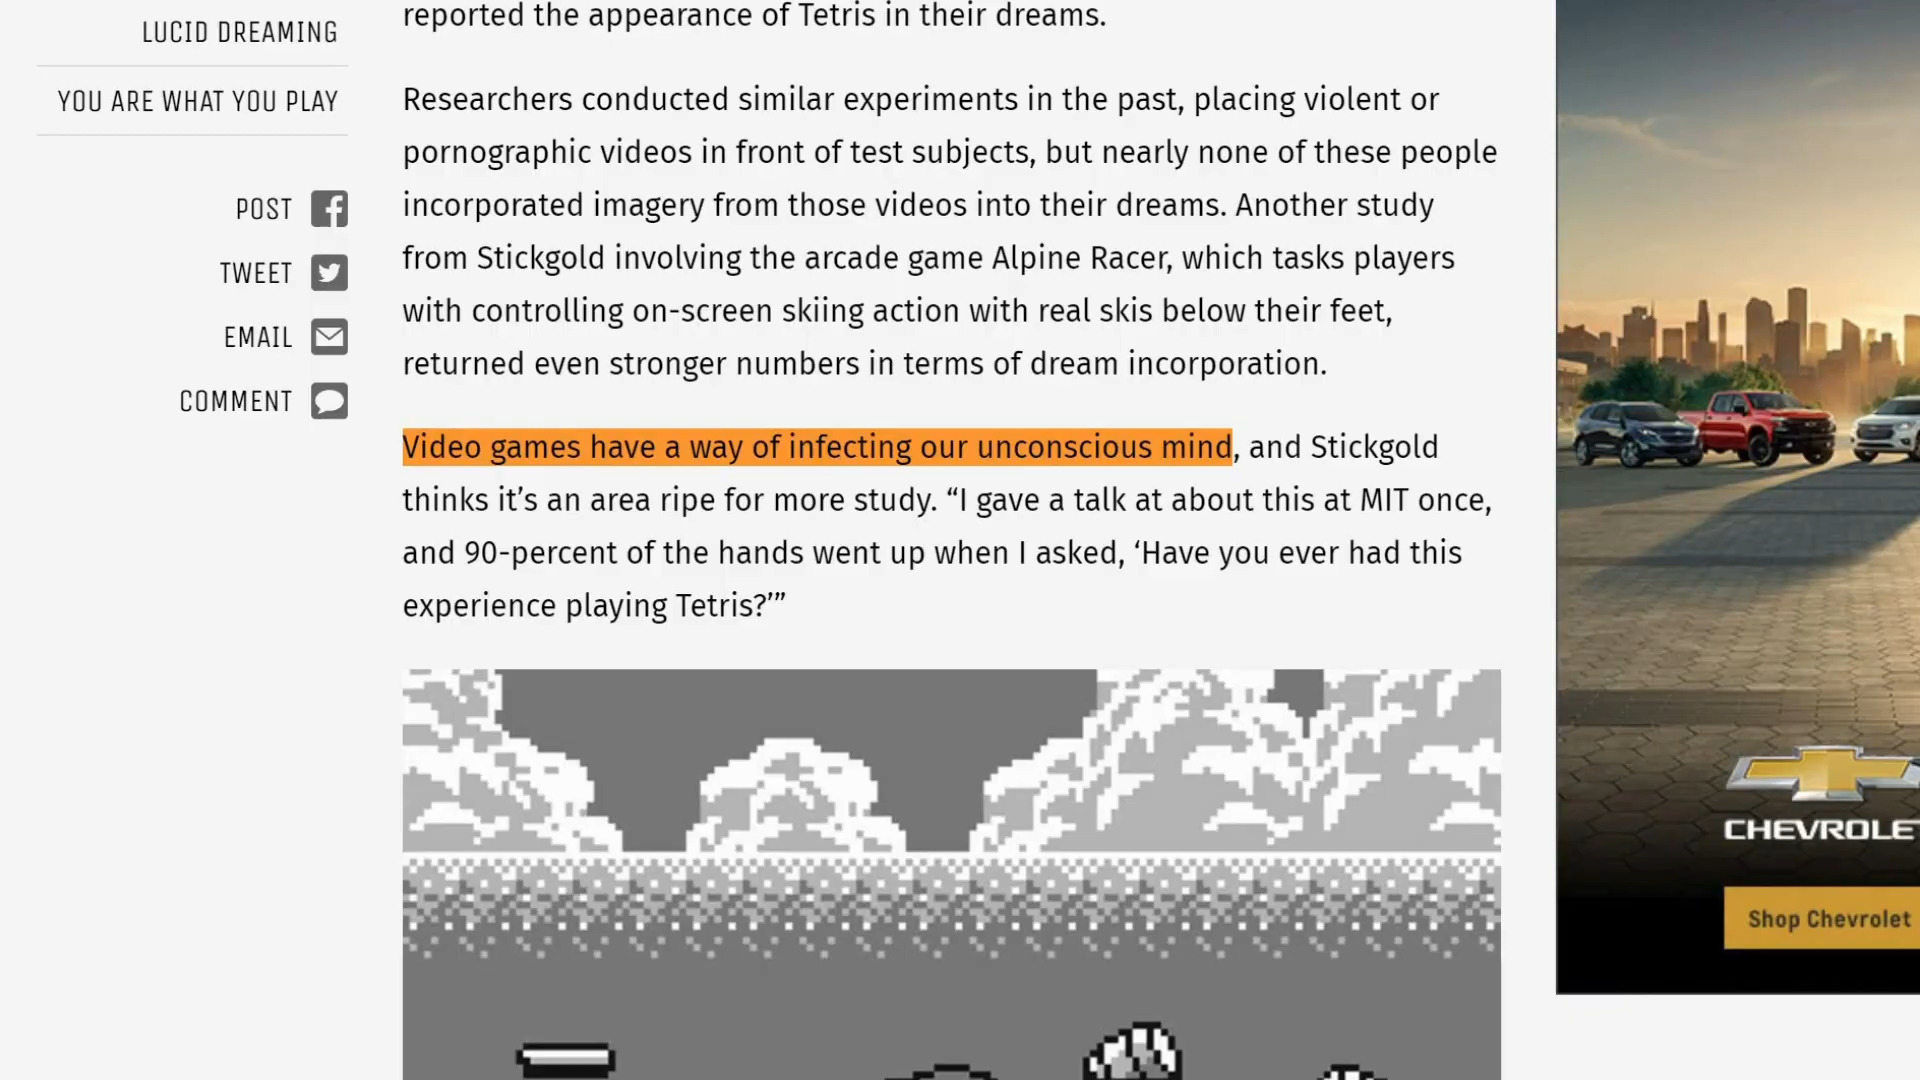 LUCID DREAMING
YOU ARE WHAT YOU PLAY
POST
TWEET
EMAIL
COMMENT
reported the appearance of Tetris in their dreams.
Researchers conducted similar experiments in the past, placing violent or
pornographic videos in front of test subjects, but nearly none of these people
incorporated imagery from those videos into their dreams. Another study
from Stickgold involving the arcade game Alpine Racer, which tasks players
with controlling on-screen skiing action with real skis below their feet,
returned even stronger numbers in terms of dream incorporation.
Video games have a way of infecting our unconscious mind, and Stickgold
thinks it’s an area ripe for more study. “I gave a talk at about this at MIT once,
and 90-percent of the hands went up when I asked, ‘Have you ever had this
experience playing Tetris?’”
CHEVROLE
Shop Chevrolet